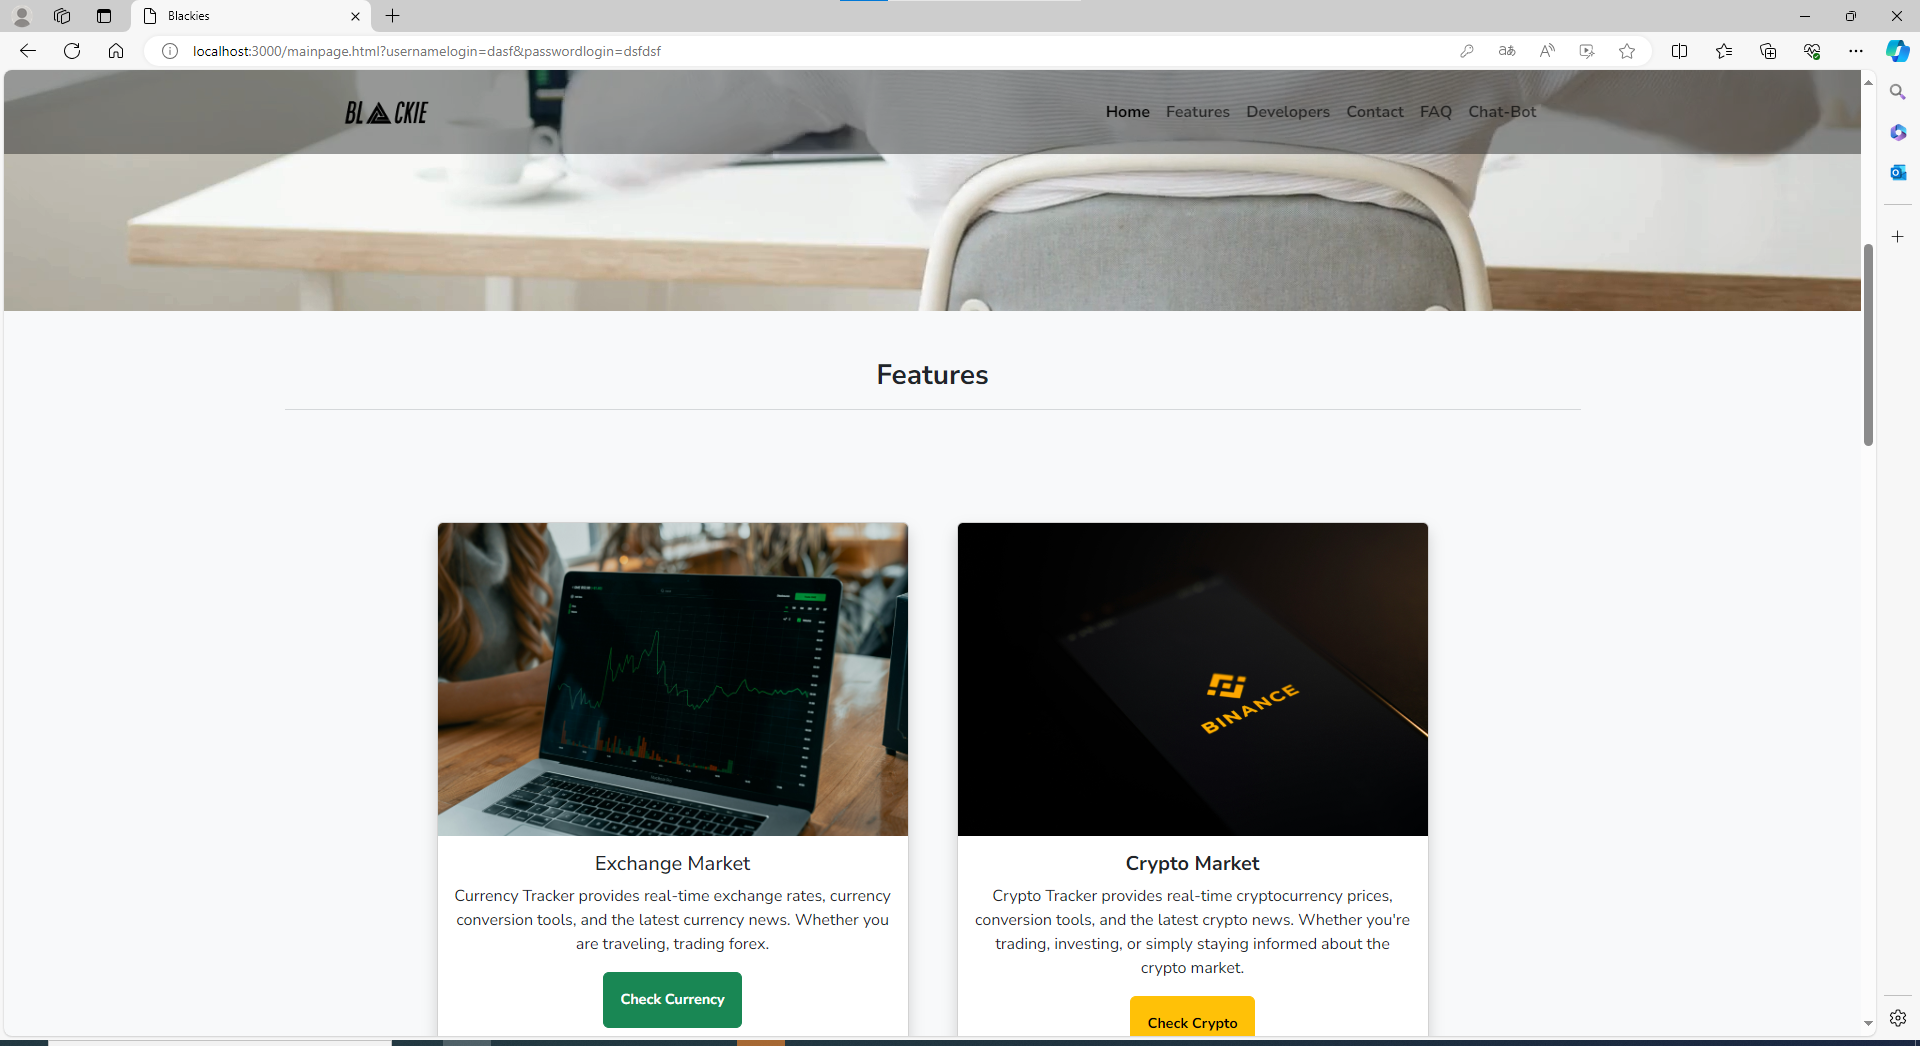 Blackies
localhost:3000/mainpage.html?usernamelogin=dasf&passwordlogin=dsfdsf
BLACKIE
Home Features Developers Contact FAQ Chat-Bot
Features
BINANCE
Exchange Market
Currency Tracker provides real-time exchange rates, currency
conversion tools, and the latest currency news. Whether you
are traveling, trading forex.
Check Currency
Crypto Market
Crypto Tracker provides real-time cryptocurrency prices,
conversion tools, and the latest crypto news. Whether you're
trading, investing, or simply staying informed about the
crypto market.
Check Crypto